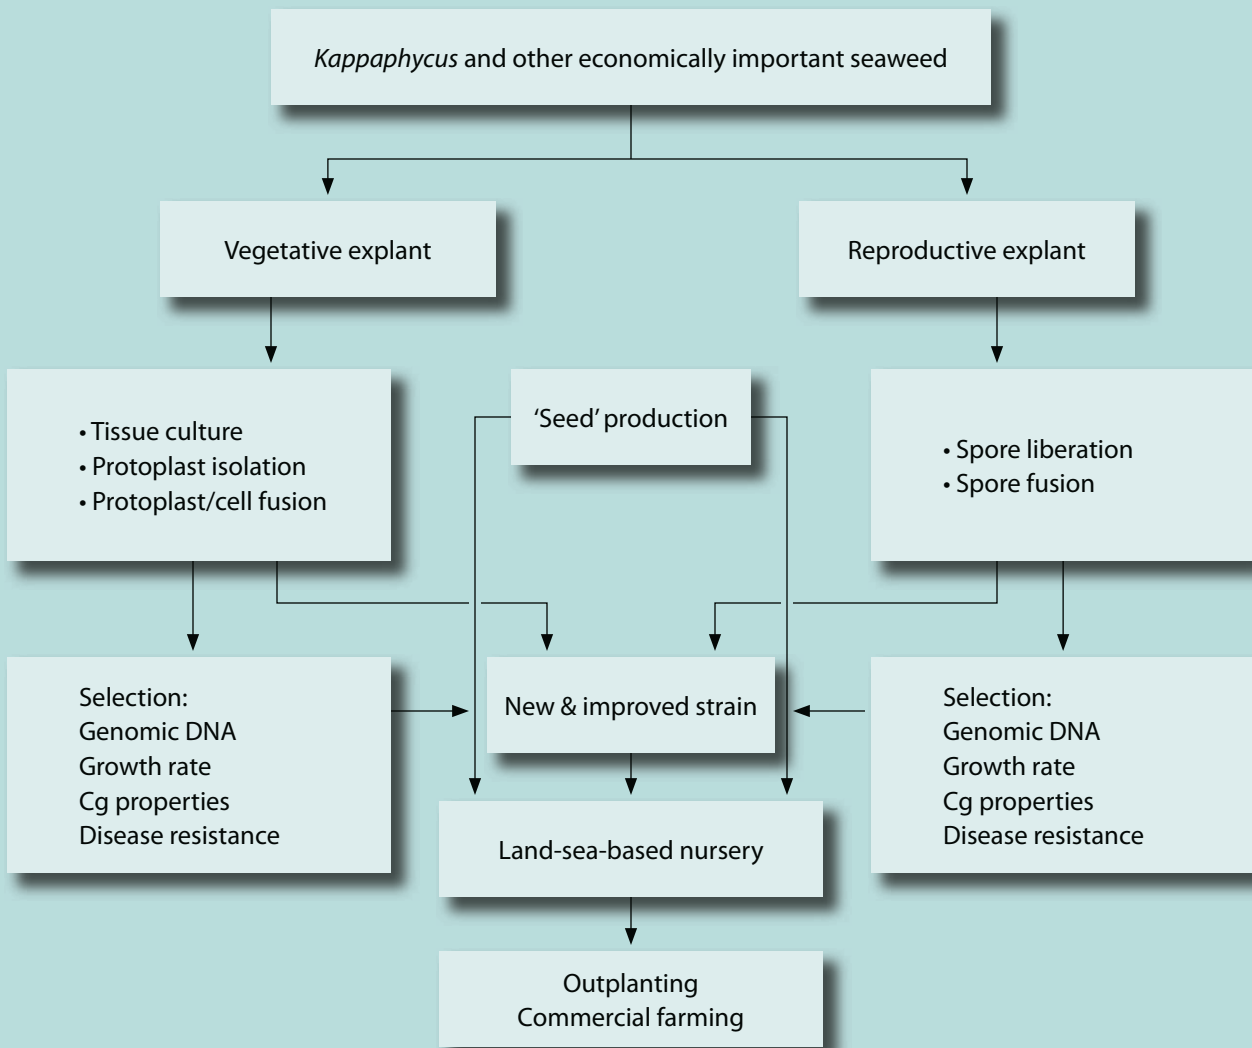 Kappaphycus and other economically important seaweed
Vegetative explant
Reproductive explant
• Tissue culture
• Protoplast isolation
• Protoplast/cell fusion
‘Seed’ production
• Spore liberation
• Spore fusion
Selection:
Genomic DNA
Growth rate
Cg properties
Disease resistance
New & improved strain
Selection:
Genomic DNA
Growth rate
Cg properties
Disease resistance
Land-sea-based nursery
Outplanting
Commercial farming